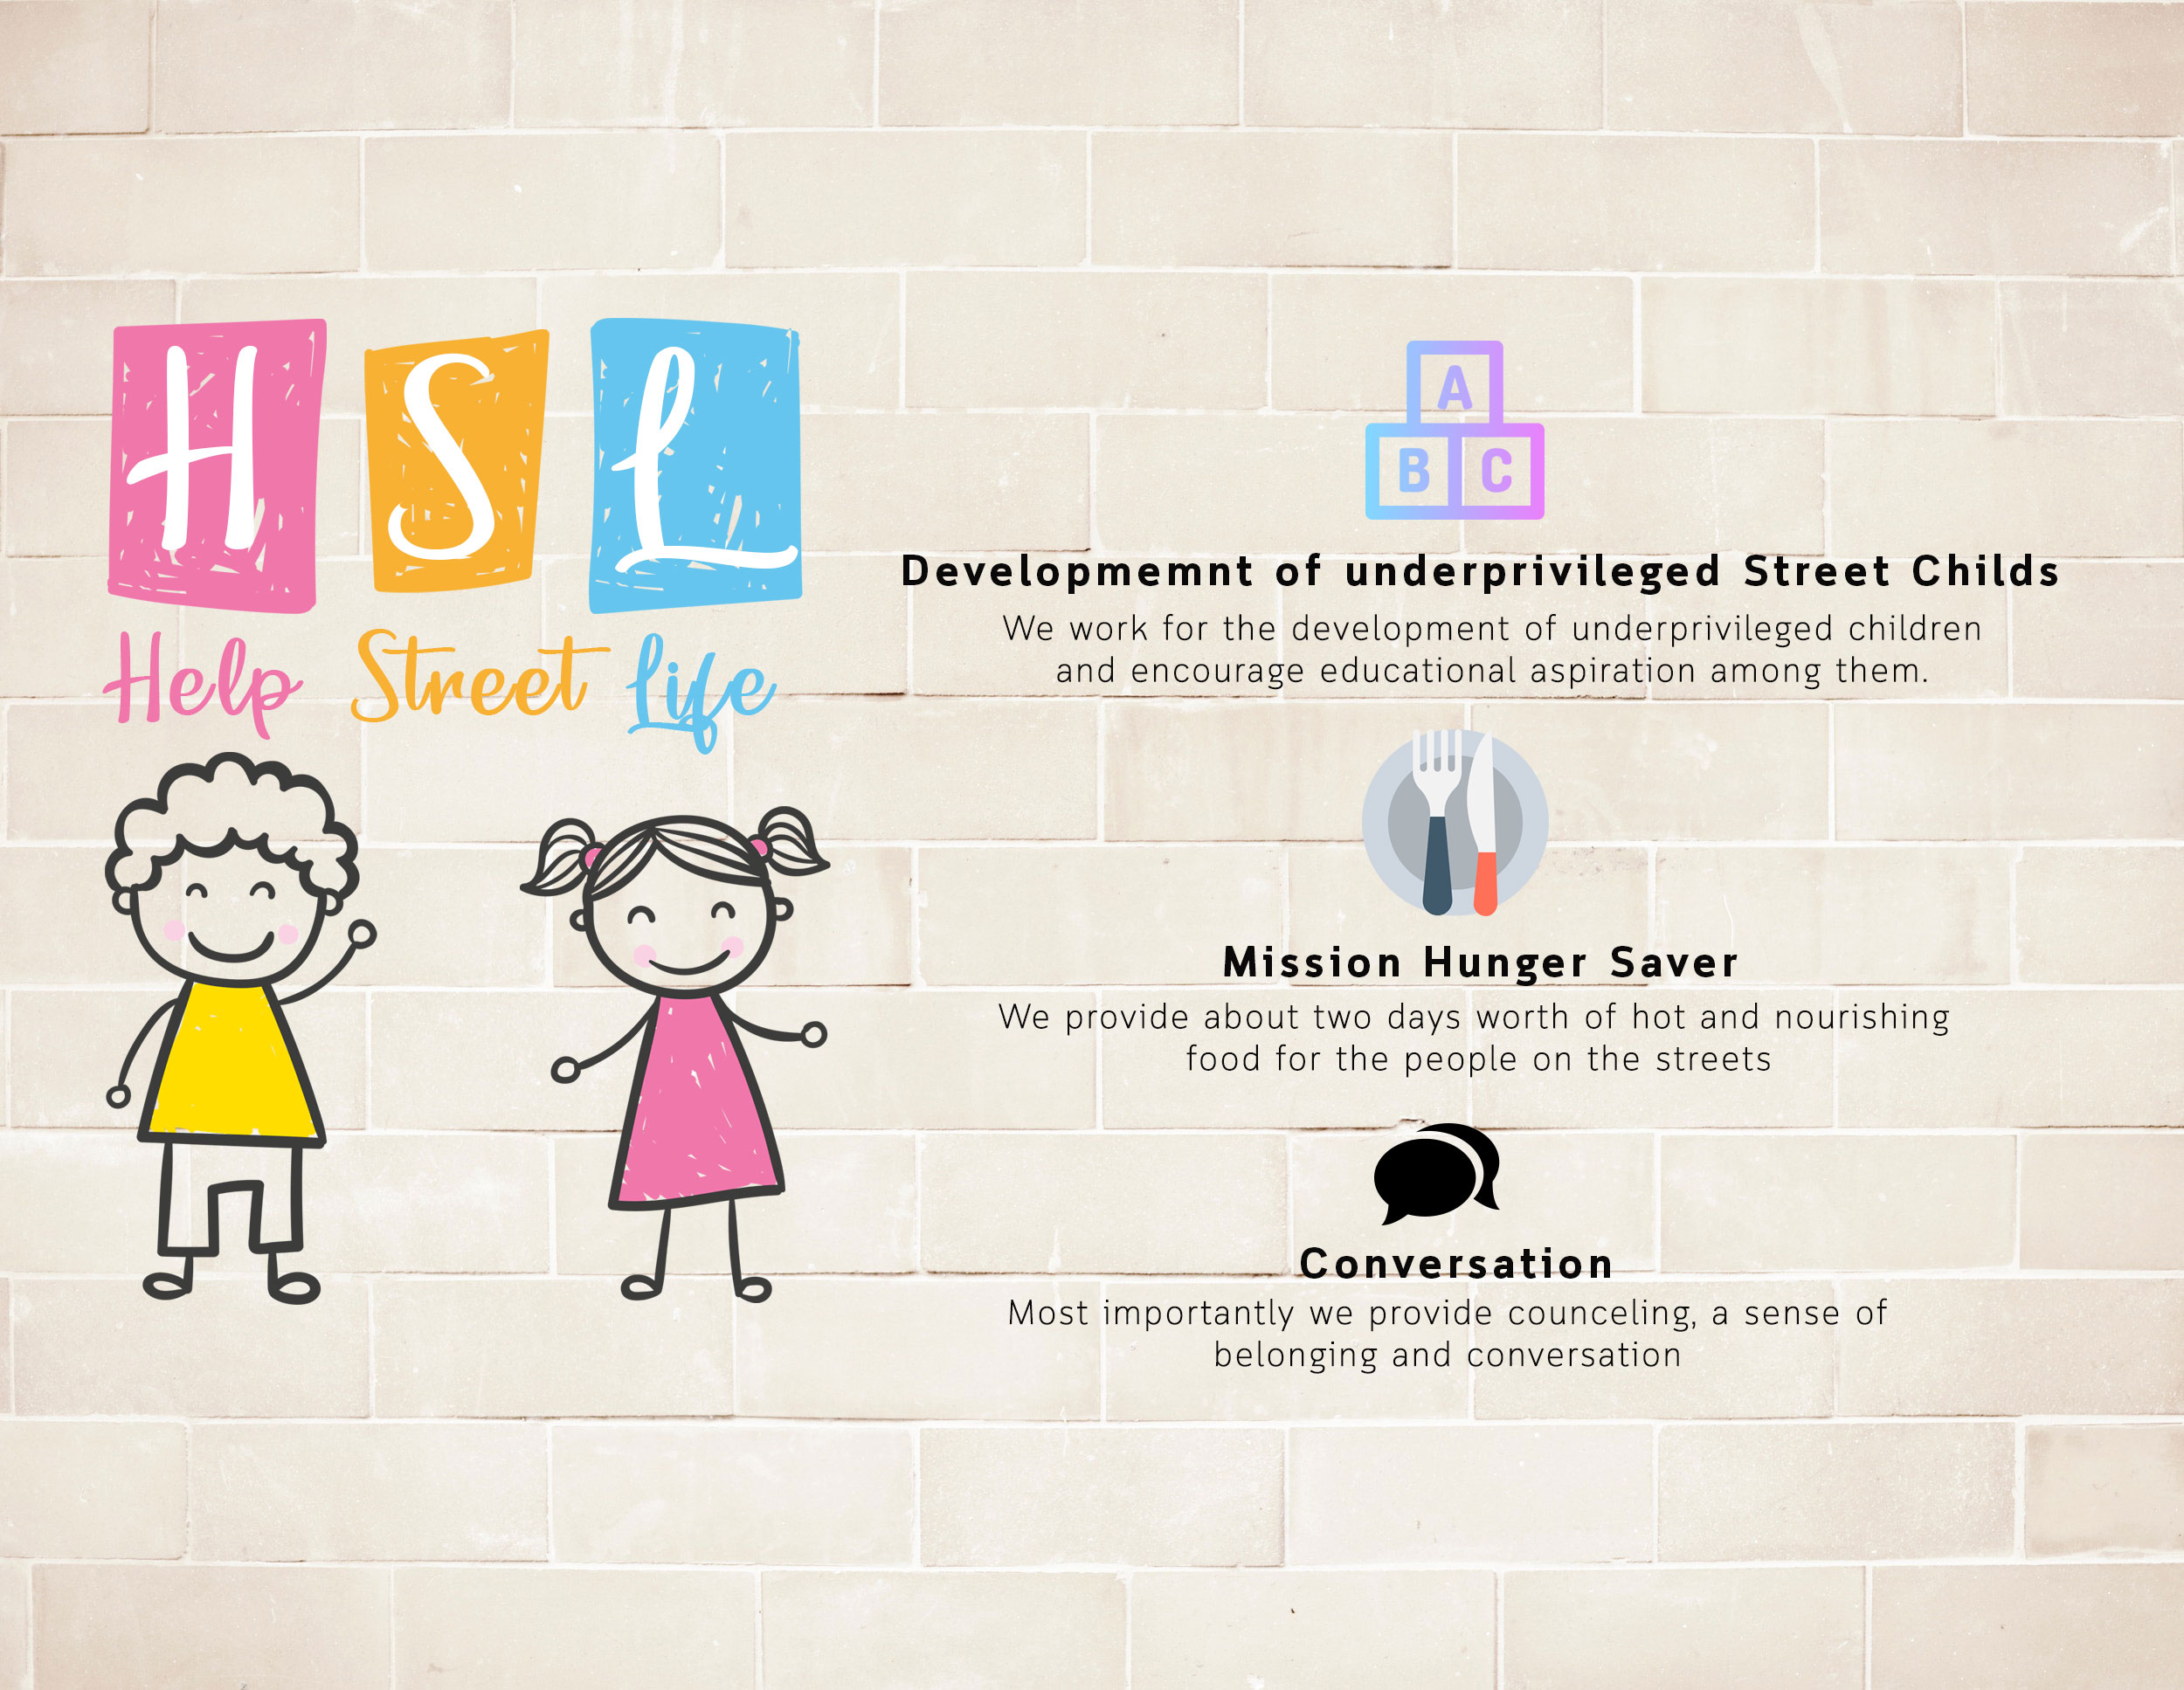 H S L
Help Street Life
A
B C
Developmemnt of underprivileged Street Childs
We work for the development of underprivileged children
and encourage educational aspiration among them.
Mission Hunger Saver
We provide about two days worth of hot and nourishing
food for the people on the streets
Conversation
Most importantly we provide counceling, a sense of
belonging and conversation